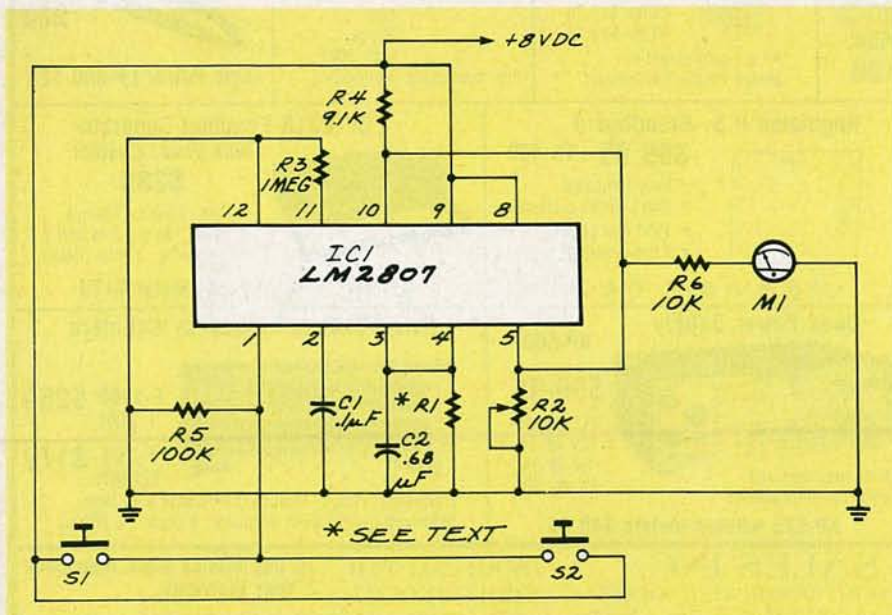 +8VDC
R4
9.1K
R3
1MEG
12 11 10 9 8
IC1
LM2807
R6
10K
M1
1 2 3 4 5
R5
100K
C1
.1µF
C2
.68
µF
* R1
R2
10K
* SEE TEXT
S1
S2